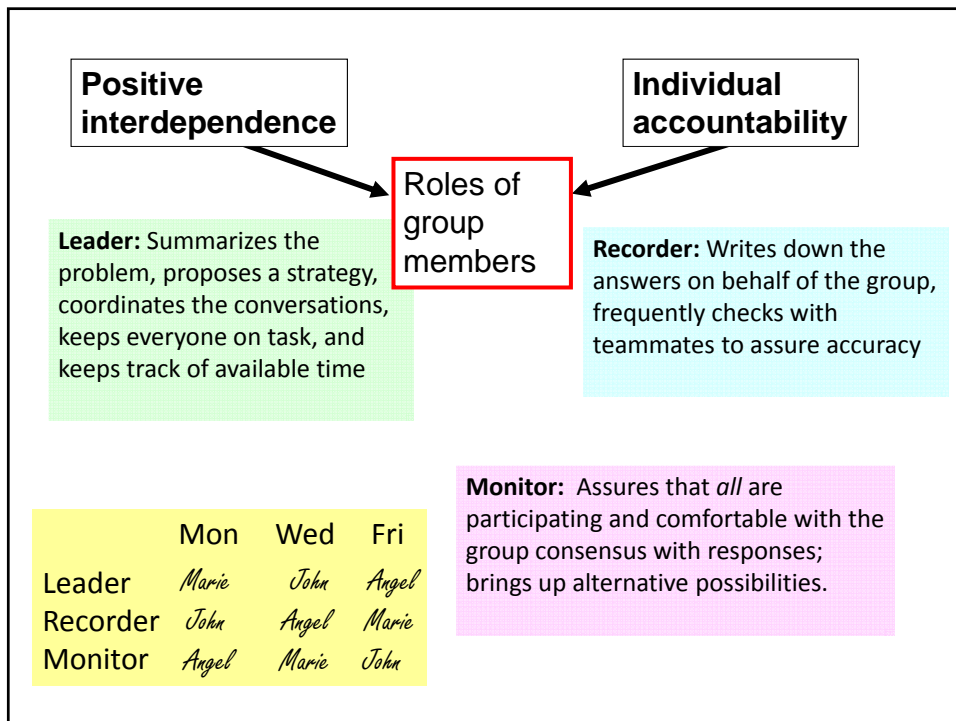 Positive
interdependence
Individual
accountability
Roles of
group
members
Leader: Summarizes the
problem, proposes a strategy,
coordinates the conversations,
keeps everyone on task, and
keeps track of available time
Recorder: Writes down the
answers on behalf of the group,
frequently checks with
teammates to assure accuracy
Monitor: Assures that all are
participating and comfortable with the
group consensus with responses;
brings up alternative possibilities.
Mon Wed Fri
Leader Marie John Angel
Recorder John Angel Marie
Monitor Angel Marie John